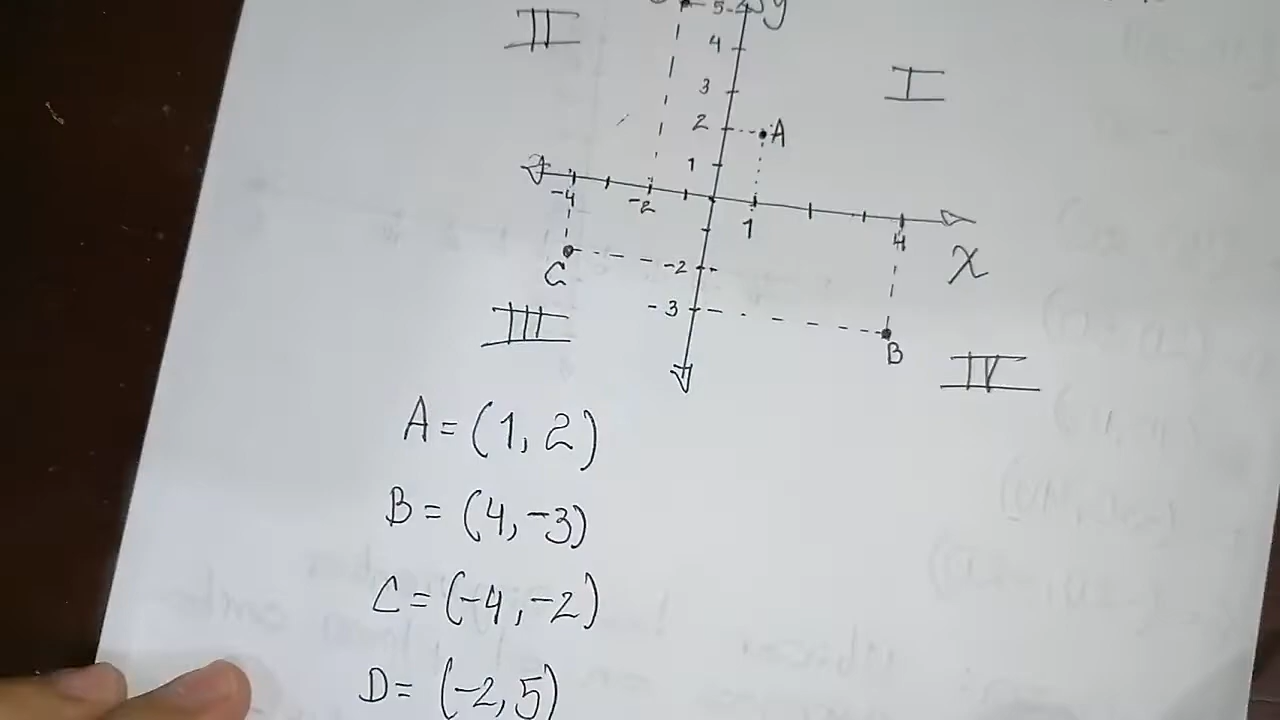 II
5 y
4
I
3
2 A
1
-4 -2 1 4
X
C -2
III -3
B
IV
A = (1, 2)
B = (4, -3)
C = (-4, -2)
D = (-2, 5)